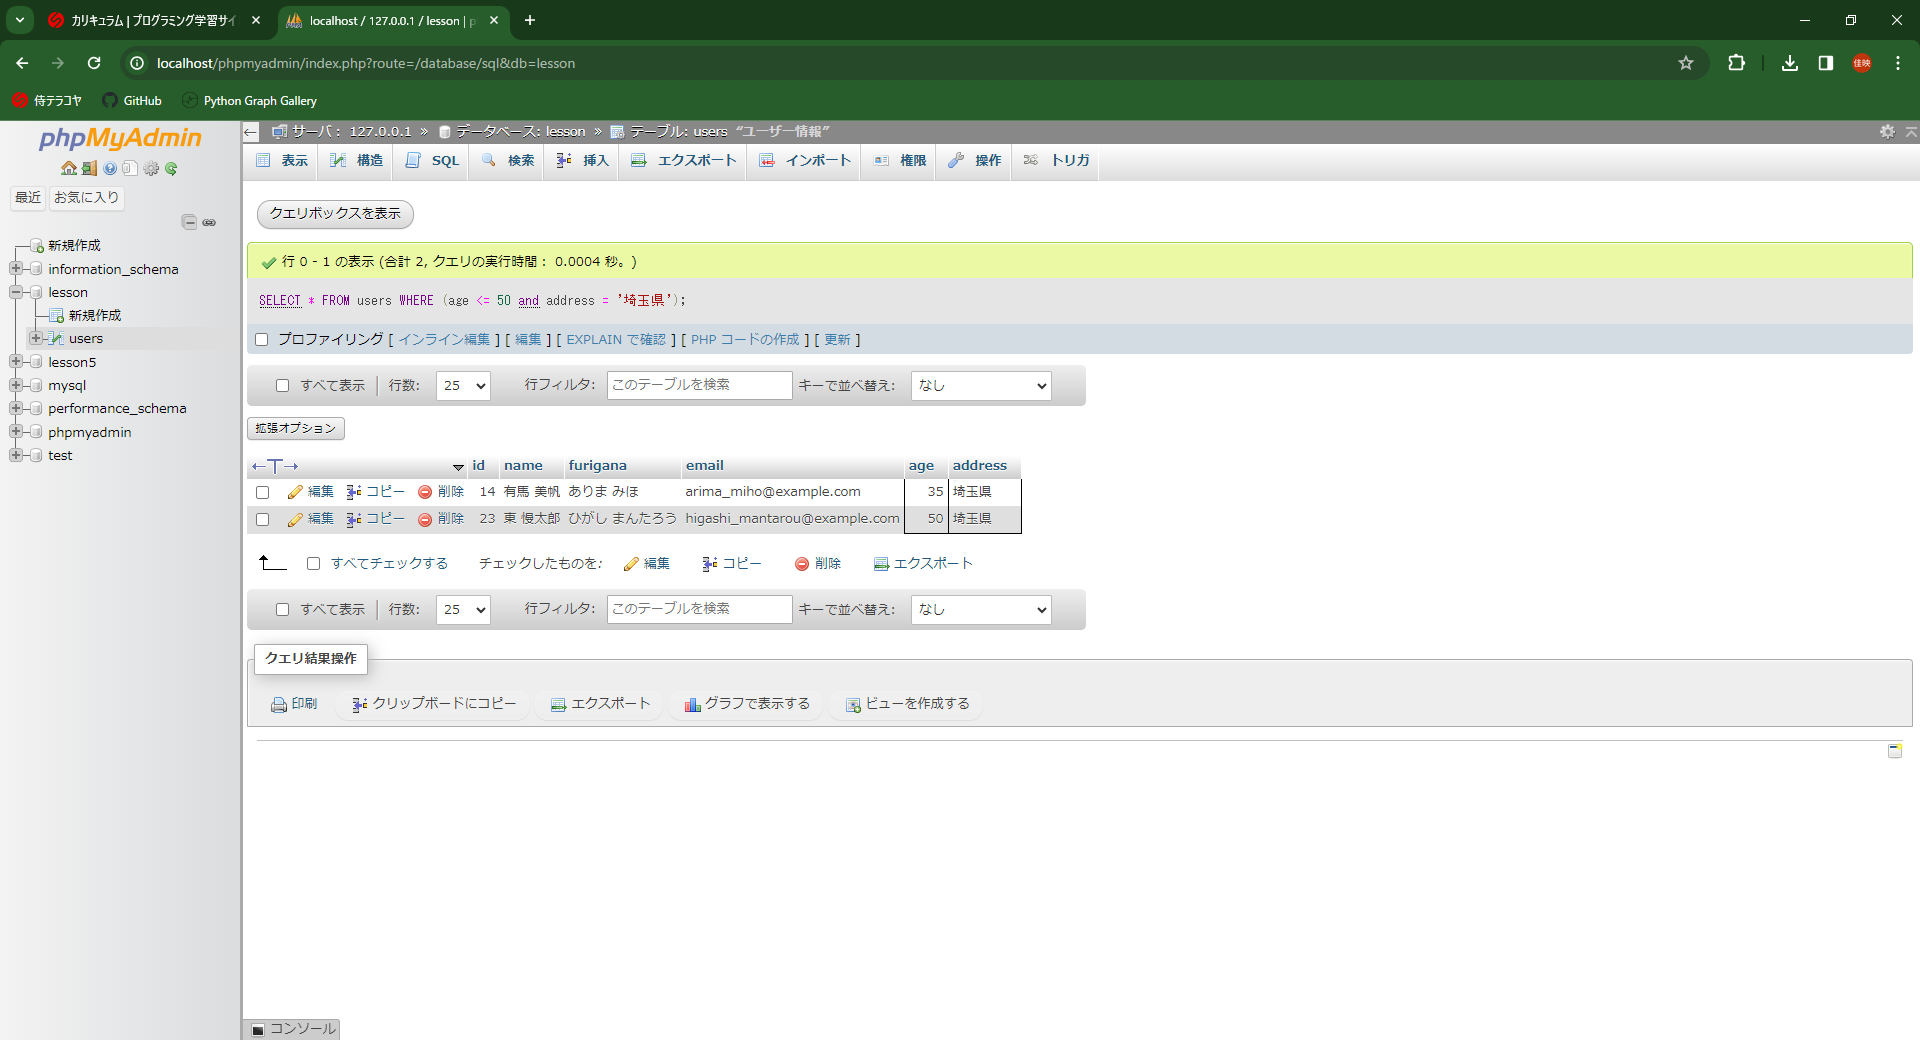 カリキュラム | プログラミング学習サイ
localhost / 127.0.0.1 / lesson | p
localhost/phpmyadmin/index.php?route=/database/sql&db=lesson
佳映
侍テラコヤ GitHub Python Graph Gallery
phpMyAdmin
最近 お気に入り
新規作成
information_schema
lesson
新規作成
users
lesson5
mysql
performance_schema
phpmyadmin
test
サーバ: 127.0.0.1 » データベース: lesson » テーブル: users “ユーザー情報”
表示 構造 SQL 検索 挿入 エクスポート インポート 権限 操作 トリガ
クエリボックスを表示
行 0 - 1 の表示 (合計 2, クエリの実行時間: 0.0004 秒。)
SELECT * FROM users WHERE (age <= 50 and address = '埼玉県');
プロファイリング [ インライン編集 ] [ 編集 ] [ EXPLAIN で確認 ] [ PHP コードの作成 ] [ 更新 ]
すべて表示 行数: 25 行フィルタ: このテーブルを検索 キーで並べ替え: なし
拡張オプション
←T→ id name furigana email age address
編集 コピー 削除 14 有馬 美帆 ありま みほ arima_miho@example.com 35 埼玉県
編集 コピー 削除 23 東 慢太郎 ひがし まんたろう higashi_mantarou@example.com 50 埼玉県
すべてチェックする チェックしたものを: 編集 コピー 削除 エクスポート
すべて表示 行数: 25 行フィルタ: このテーブルを検索 キーで並べ替え: なし
クエリ結果操作
印刷 クリップボードにコピー エクスポート グラフで表示する ビューを作成する
コンソール